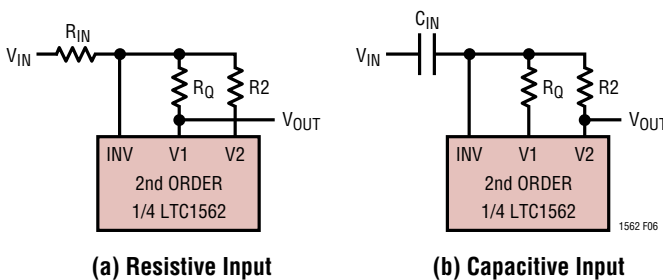 R_IN
V_IN
R_Q
R2
V_OUT
INV V1 V2
2nd ORDER
1/4 LTC1562
(a) Resistive Input
C_IN
V_IN
R_Q
R2
V_OUT
INV V1 V2
2nd ORDER
1/4 LTC1562
1562 F06
(b) Capacitive Input